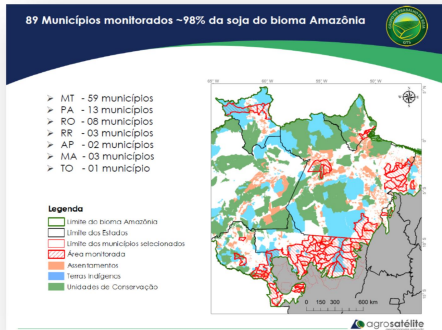 89 Municípios monitorados ~98% da soja do bioma Amazônia
➢ MT - 59 municípios
➢ PA - 13 municípios
➢ RO - 08 municípios
➢ RR - 03 municípios
➢ AP - 02 municípios
➢ MA - 03 municípios
➢ TO - 01 município
Legenda
Limite do bioma Amazônia
Limite dos Estados
Limite dos municípios selecionados
Área monitorada
Assentamentos
Terras Indígenas
Unidades de Conservação
0 150 300 600 km
agrosatélite